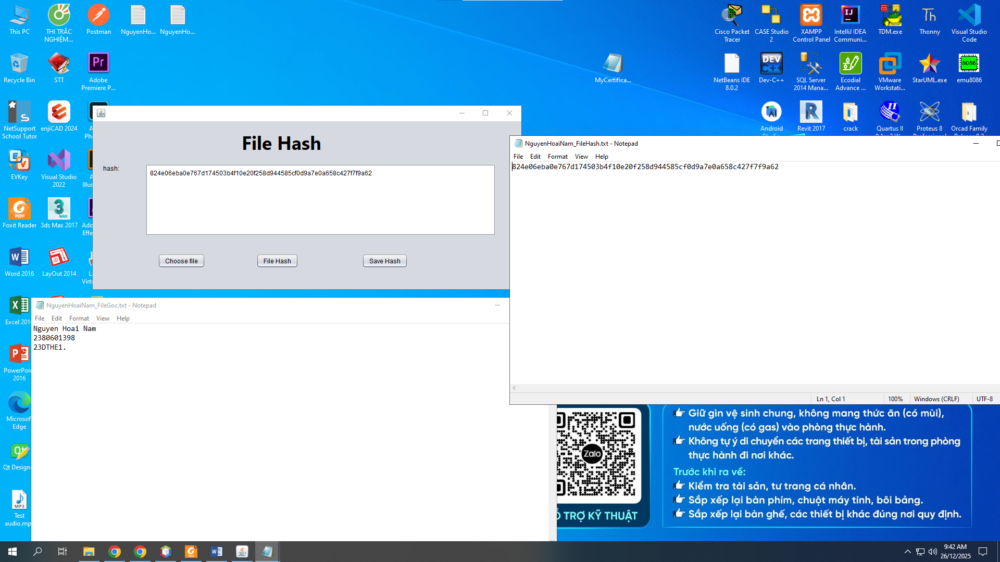 This PC
THI TRẮC
NGHIỆM...
Postman
NguyenHo...
NguyenHo...
Cisco Packet
Tracer
CASE Studio
2
XAMPP
Control Panel
IntelliJ IDEA
Communi...
TDM.exe
Thonny
Visual Studio
Code
Recycle Bin
STT
Adobe
Premiere P...
MyCertifica...
NetBeans IDE
8.0.2
Dev-C++
SQL Server
2014 Mana...
Ecodial
Advance ...
VMware
Workstati...
StarUML.exe
emu8086
NetSupport
School Tutor
enjiCAD 2024
Android
Revit 2017
crack
Quartus II
Proteus 8
Orcad Family
EVKey
Visual Studio
2022
Foxit Reader
3ds Max 2017
Word 2016
LayOut 2014
Excel 201
PowerPoin
2016
Microsof
Edge
Qt Design
Test
audio.mp
File Hash
hash:
824e06eba0e767d174503b4f10e20f258d944585cf0d9a7e0a658c427f7f9a62
Choose file
File Hash
Save Hash
NguyenHoaiNam_FileHash.txt - Notepad
File Edit Format View Help
824e06eba0e767d174503b4f10e20f258d944585cf0d9a7e0a658c427f7f9a62
Ln 1, Col 1
100%
Windows (CRLF)
UTF-8
NguyenHoaiNam_FileGoc.txt - Notepad
File Edit Format View Help
Nguyen Hoai Nam
2380601398
23DTHE1.
Zalo
TRỢ KỸ THUẬT
Giữ gìn vệ sinh chung, không mang thức ăn (có mùi),
nước uống (có gas) vào phòng thực hành.
Không tự ý di chuyển các trang thiết bị, tài sản trong phòng
thực hành đi nơi khác.
Trước khi ra về:
Kiểm tra tài sản, tư trang cá nhân.
Sắp xếp lại bàn phím, chuột máy tính, bôi bảng.
Sắp xếp lại bàn ghế, các thiết bị khác đúng nơi quy định.
9:42 AM
26/12/2025